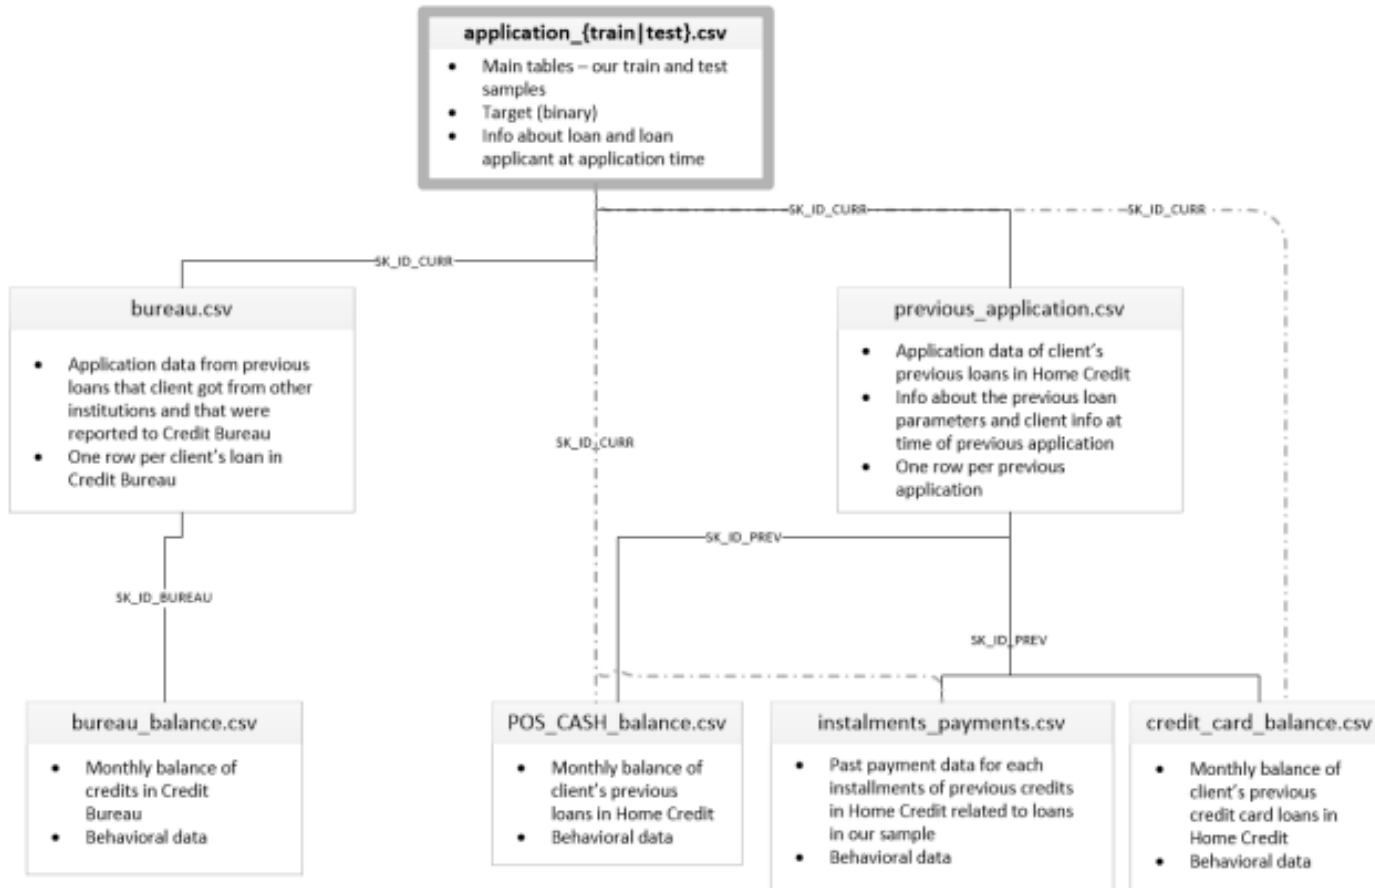 application_{train|test}.csv
• Main tables – our train and test
samples
• Target (binary)
• Info about loan and loan
applicant at application time
SK_ID_CURR
SK_ID_CURR
SK_ID_CURR
bureau.csv
• Application data from previous
loans that client got from other
institutions and that were
reported to Credit Bureau
• One row per client's loan in
Credit Bureau
previous_application.csv
• Application data of client's
previous loans in Home Credit
• Info about the previous loan
parameters and client info at
time of previous application
• One row per previous
application
SK_ID_CURR
SK_ID_PREV
SK_ID_BUREAU
SK_ID_PREV
bureau_balance.csv
• Monthly balance of
credits in Credit
Bureau
• Behavioral data
POS_CASH_balance.csv
• Monthly balance of
client's previous
loans in Home Credit
• Behavioral data
instalments_payments.csv
• Past payment data for each
installments of previous credits
in Home Credit related to loans
in our sample
• Behavioral data
credit_card_balance.csv
• Monthly balance of
client's previous
credit card loans in
Home Credit
• Behavioral data